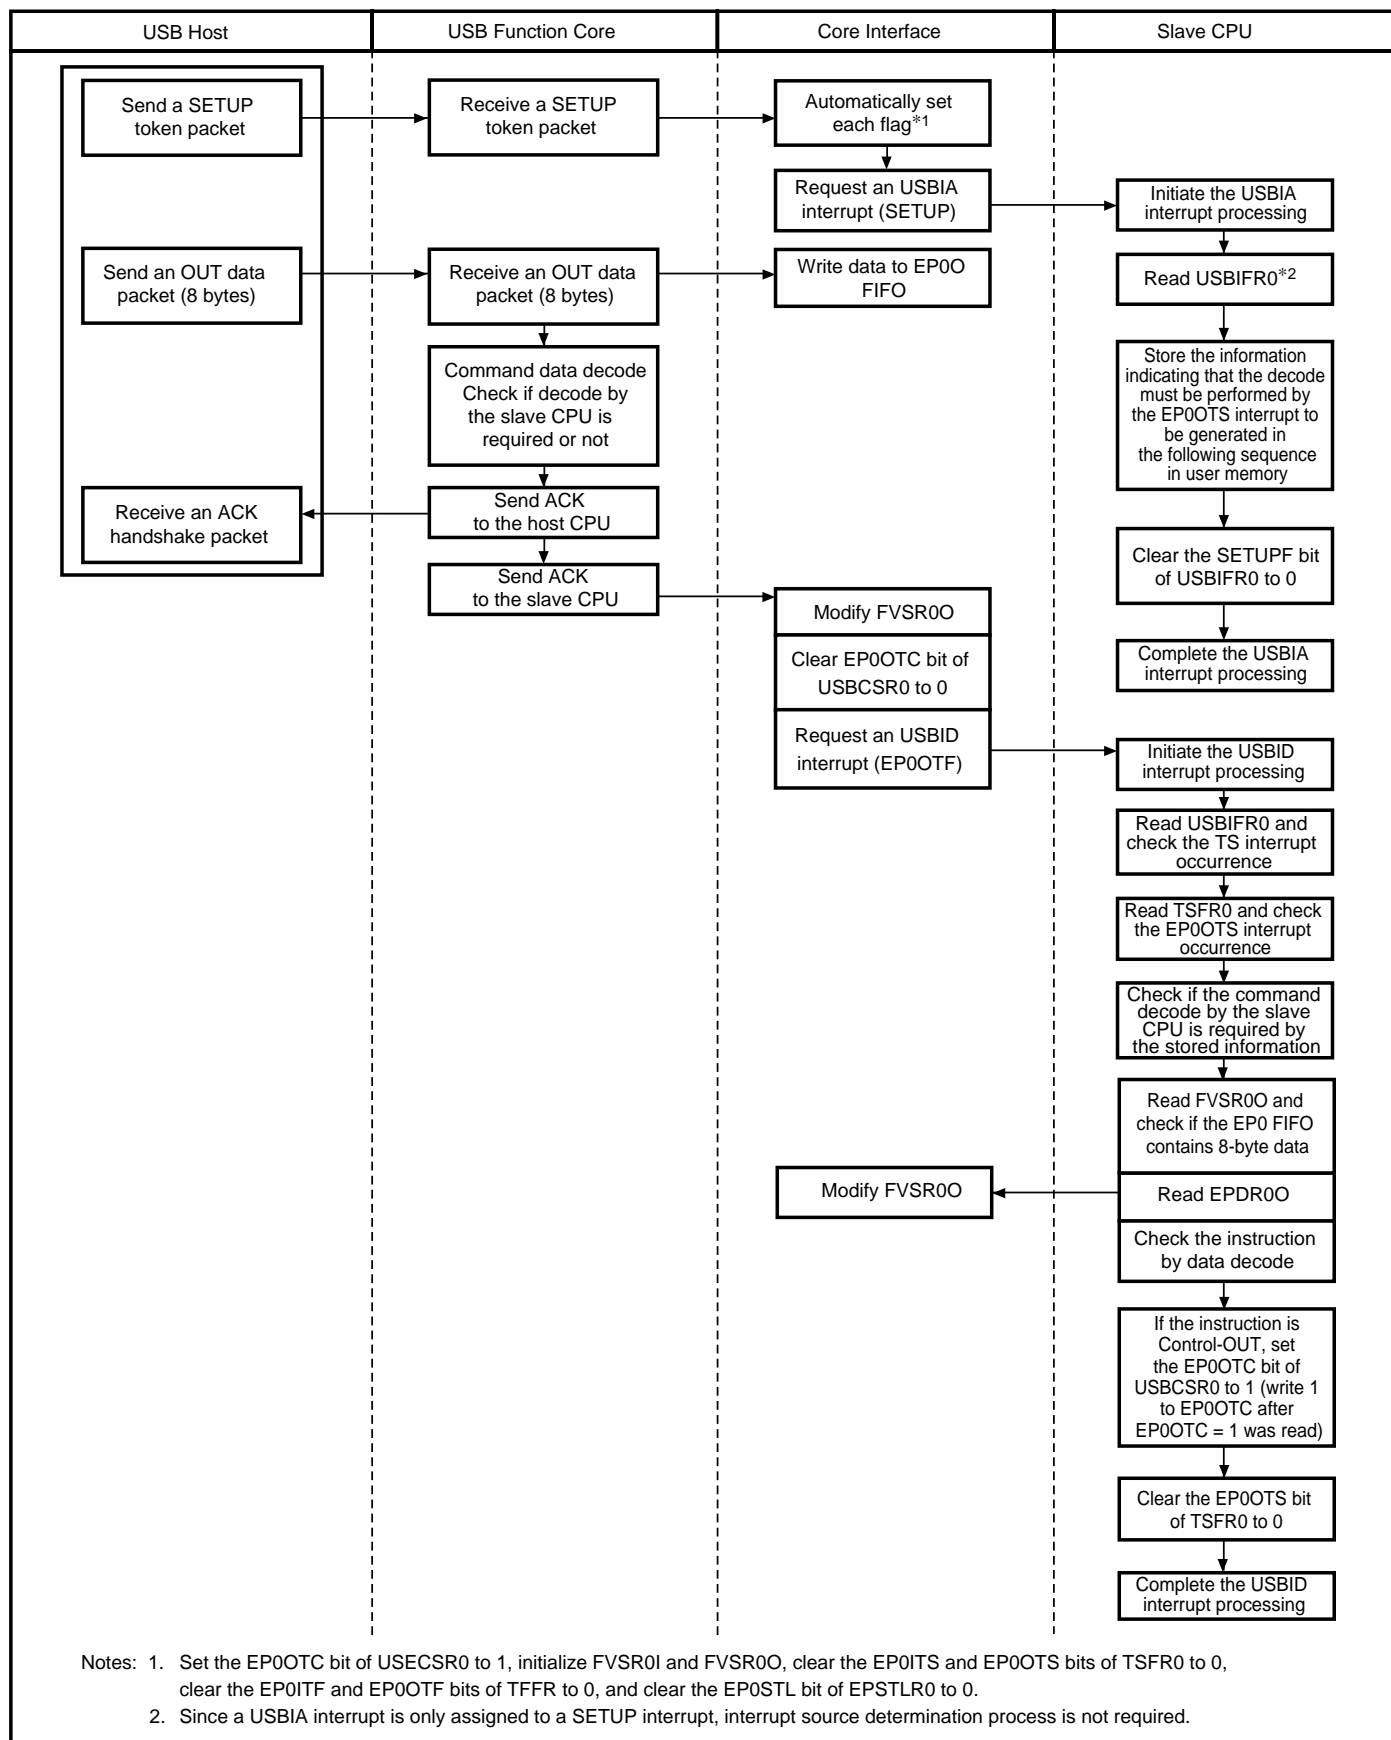 USB Host
USB Function Core
Core Interface
Slave CPU
Send a SETUP
token packet
Receive a SETUP
token packet
Automatically set
each flag*1
Request an USBIA
interrupt (SETUP)
Initiate the USBIA
interrupt processing
Send an OUT data
packet (8 bytes)
Receive an OUT data
packet (8 bytes)
Write data to EP0O
FIFO
Read USBIFR0*2
Command data decode
Check if decode by
the slave CPU is
required or not
Store the information
indicating that the decode
must be performed by
the EP0OTS interrupt to
be generated in
the following sequence
in user memory
Receive an ACK
handshake packet
Send ACK
to the host CPU
Clear the SETUPF bit
of USBIFR0 to 0
Send ACK
to the slave CPU
Modify FVSR0O
Clear EP0OTC bit of
USBCSR0 to 0
Request an USBID
interrupt (EP0OTF)
Complete the USBIA
interrupt processing
Initiate the USBID
interrupt processing
Read USBIFR0 and
check the TS interrupt
occurrence
Read TSFR0 and check
the EP0OTS interrupt
occurrence
Check if the command
decode by the slave
CPU is required by
the stored information
Read FVSR0O and
check if the EP0 FIFO
contains 8-byte data
Modify FVSR0O
Read EPDR0O
Check the instruction
by data decode
If the instruction is
Control-OUT, set
the EP0OTC bit of
USBCSR0 to 1 (write 1
to EP0OTC after
EP0OTC = 1 was read)
Clear the EP0OTS bit
of TSFR0 to 0
Complete the USBID
interrupt processing
Notes: 1. Set the EP0OTC bit of USECSR0 to 1, initialize FVSR0I and FVSR0O, clear the EP0ITS and EP0OTS bits of TSFR0 to 0,
clear the EP0ITF and EP0OTF bits of TFFR to 0, and clear the EP0STL bit of EPSTLR0 to 0.
2. Since a USBIA interrupt is only assigned to a SETUP interrupt, interrupt source determination process is not required.